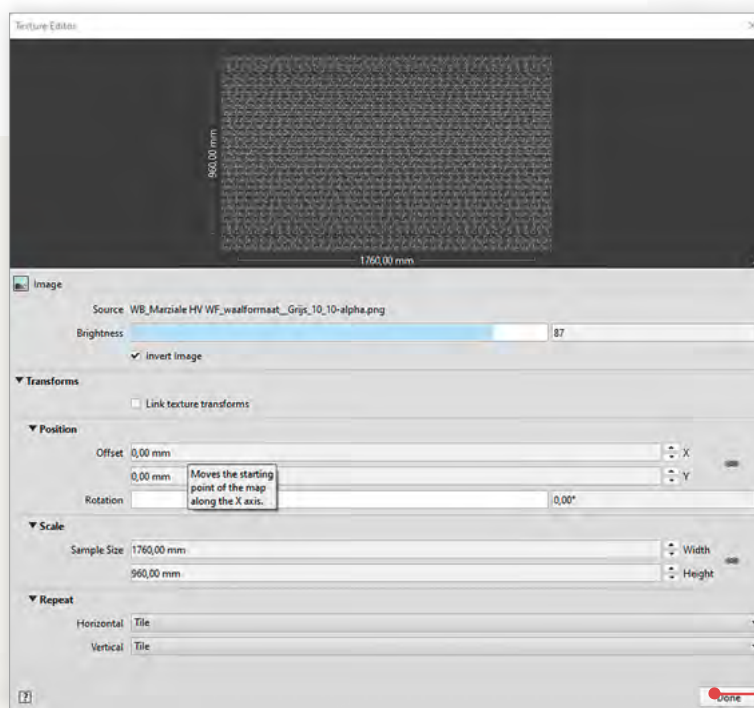 Texture Editor
960,00 mm
1760,00 mm
Image
Source WB_Marziale HV WF_waalformaat__Grijs_10_10-alpha.png
Brightness 87
Invert Image
Transforms
Link texture transforms
Position
Offset 0,00 mm X
0,00 mm Y
Moves the starting
point of the map
along the X axis.
Rotation 0,00°
Scale
Sample Size 1760,00 mm Width
960,00 mm Height
Repeat
Horizontal Tile
Vertical Tile
?
Done